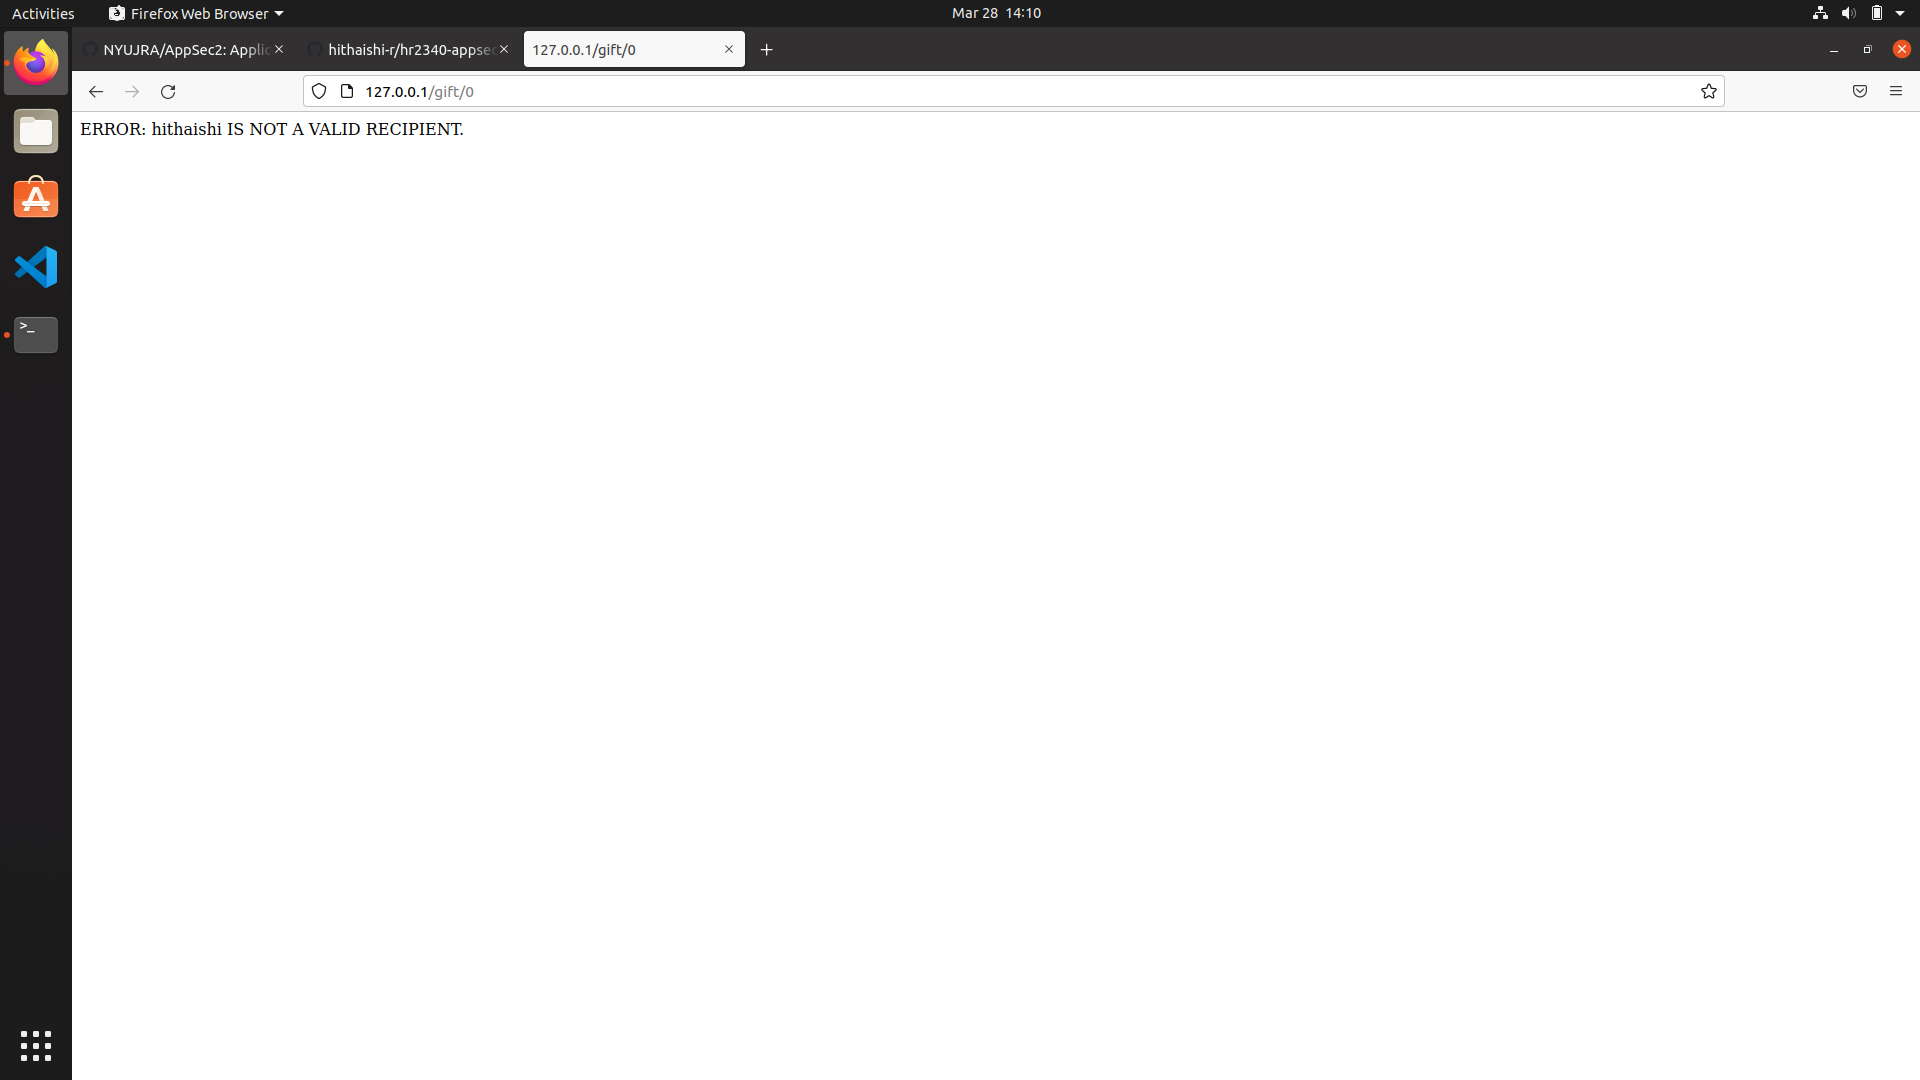 Activities Firefox Web Browser Mar 28 14:10
NYUJRA/AppSec2: Applic hithaishi-r/hr2340-appsec 127.0.0.1/gift/0
127.0.0.1/gift/0
ERROR: hithaishi IS NOT A VALID RECIPIENT.